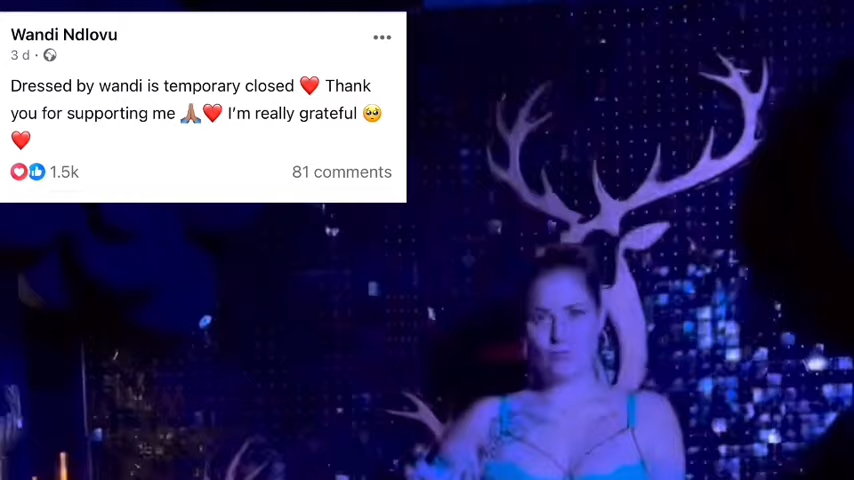 Wandi Ndlovu
3 d ·
Dressed by wandi is temporary closed ❤️ Thank
you for supporting me 🙏🏽❤️ I’m really grateful 🥹
❤️
1.5k 81 comments